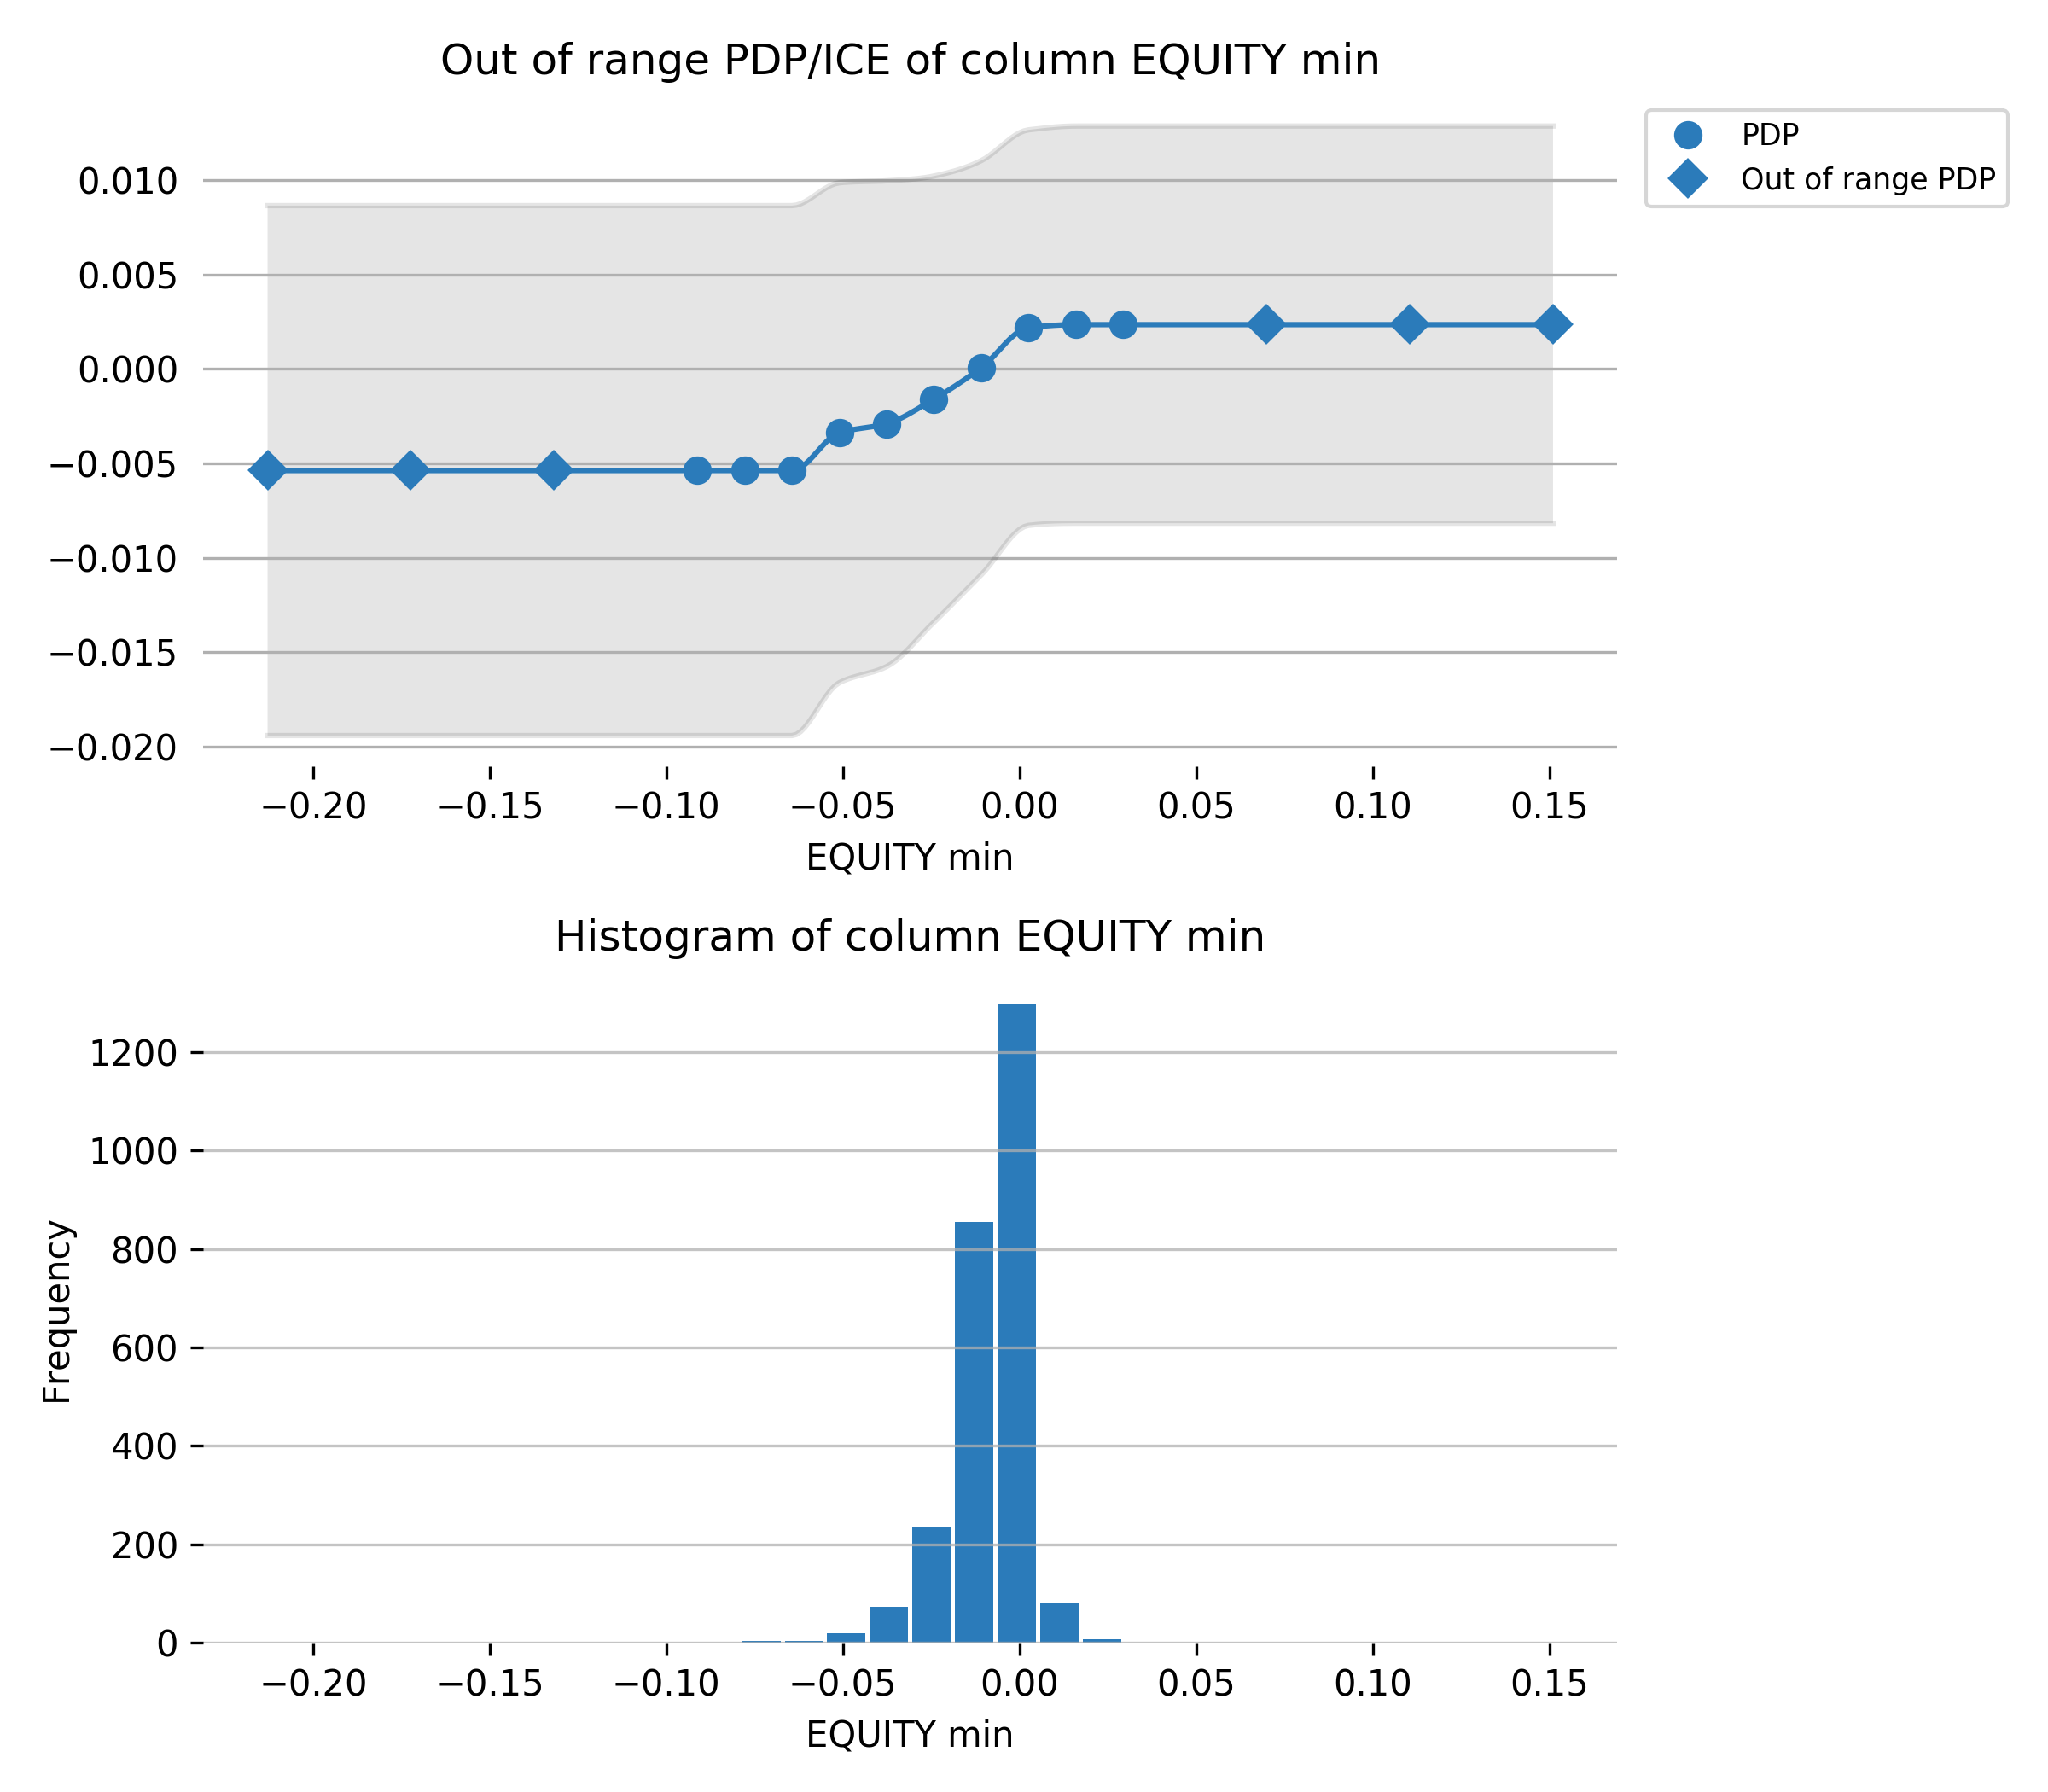 Out of range PDP/ICE of column EQUITY min
PDP
Out of range PDP
0.010
0.005
0.000
−0.005
−0.010
−0.015
−0.020
−0.20 −0.15 −0.10 −0.05 0.00 0.05 0.10 0.15
EQUITY min
Histogram of column EQUITY min
Frequency
1200
1000
800
600
400
200
0
−0.20 −0.15 −0.10 −0.05 0.00 0.05 0.10 0.15
EQUITY min